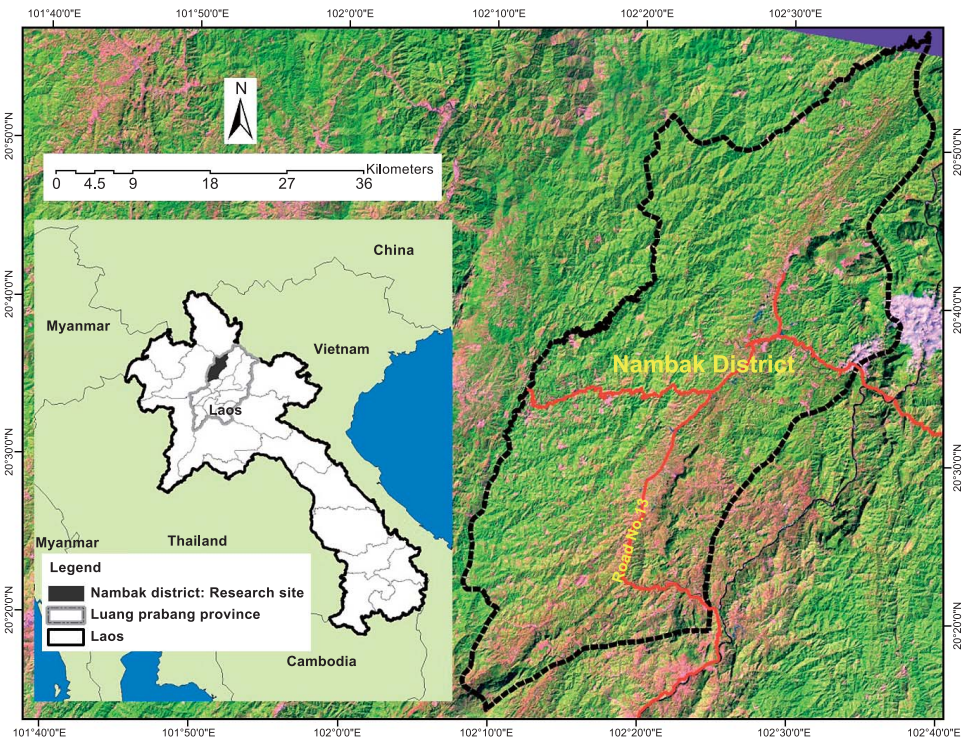 101°40'0"E 101°50'0"E 102°0'0"E 102°10'0"E 102°20'0"E 102°30'0"E
N
Kilometers
0 4.5 9 18 27 36
20°50'0"N
20°40'0"N
20°30'0"N
20°20'0"N
China
Myanmar
Vietnam
Laos
Myanmar
Thailand
Cambodia
Legend
Nambak district: Research site
Luang prabang province
Laos
Nambak District
Road No.13
20°50'0"N
20°40'0"N
20°30'0"N
20°20'0"N
101°40'0"E 101°50'0"E 102°0'0"E 102°10'0"E 102°20'0"E 102°30'0"E 102°40'0"E